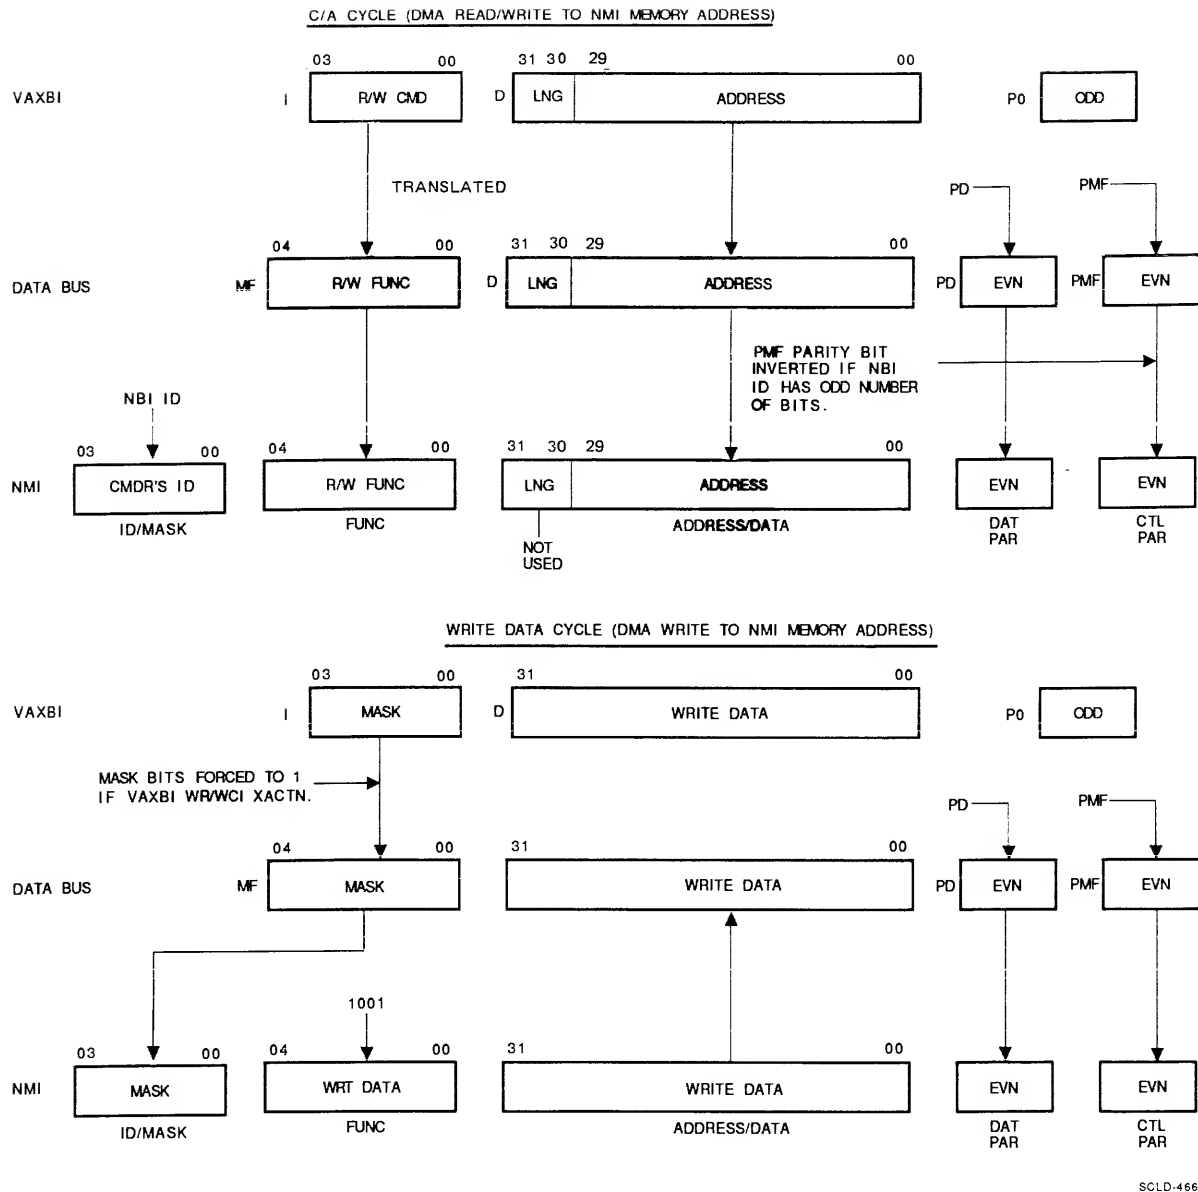 C/A CYCLE (DMA READ/WRITE TO NMI MEMORY ADDRESS)
03 00 31 30 29 00
VAXBI I R/W CMD D LNG ADDRESS P0 ODD
TRANSLATED PD PMF
04 00 31 30 29 00
DATA BUS MF R/W FUNC D LNG ADDRESS PD EVN PMF EVN
PMF PARITY BIT
INVERTED IF NBI
ID HAS ODD NUMBER
OF BITS.
NBI ID
03 00 04 00 31 30 29 00
NMI CMDR'S ID R/W FUNC LNG ADDRESS EVN EVN
ID/MASK FUNC ADDRESS/DATA DAT CTL
PAR PAR
NOT
USED
WRITE DATA CYCLE (DMA WRITE TO NMI MEMORY ADDRESS)
03 00 31 00
VAXBI I MASK D WRITE DATA P0 ODD
MASK BITS FORCED TO 1
IF VAXBI WR/WCI XACTN.
PD PMF
04 00 31 00
DATA BUS MF MASK WRITE DATA PD EVN PMF EVN
1001
03 00 04 00 31 00
NMI MASK WRT DATA WRITE DATA EVN EVN
ID/MASK FUNC ADDRESS/DATA DAT CTL
PAR PAR
SCLD-466